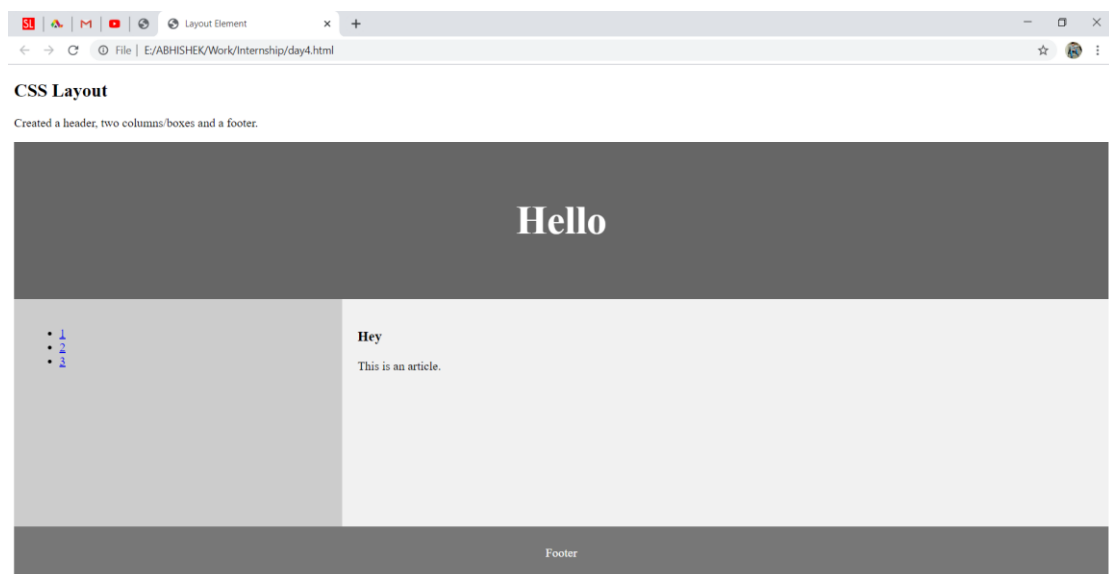 SL
M
Layout Element
File | E:/ABHISHEK/Work/Internship/day4.html
CSS Layout
Created a header, two columns/boxes and a footer.
Hello
1
2
3
Hey
This is an article.
Footer